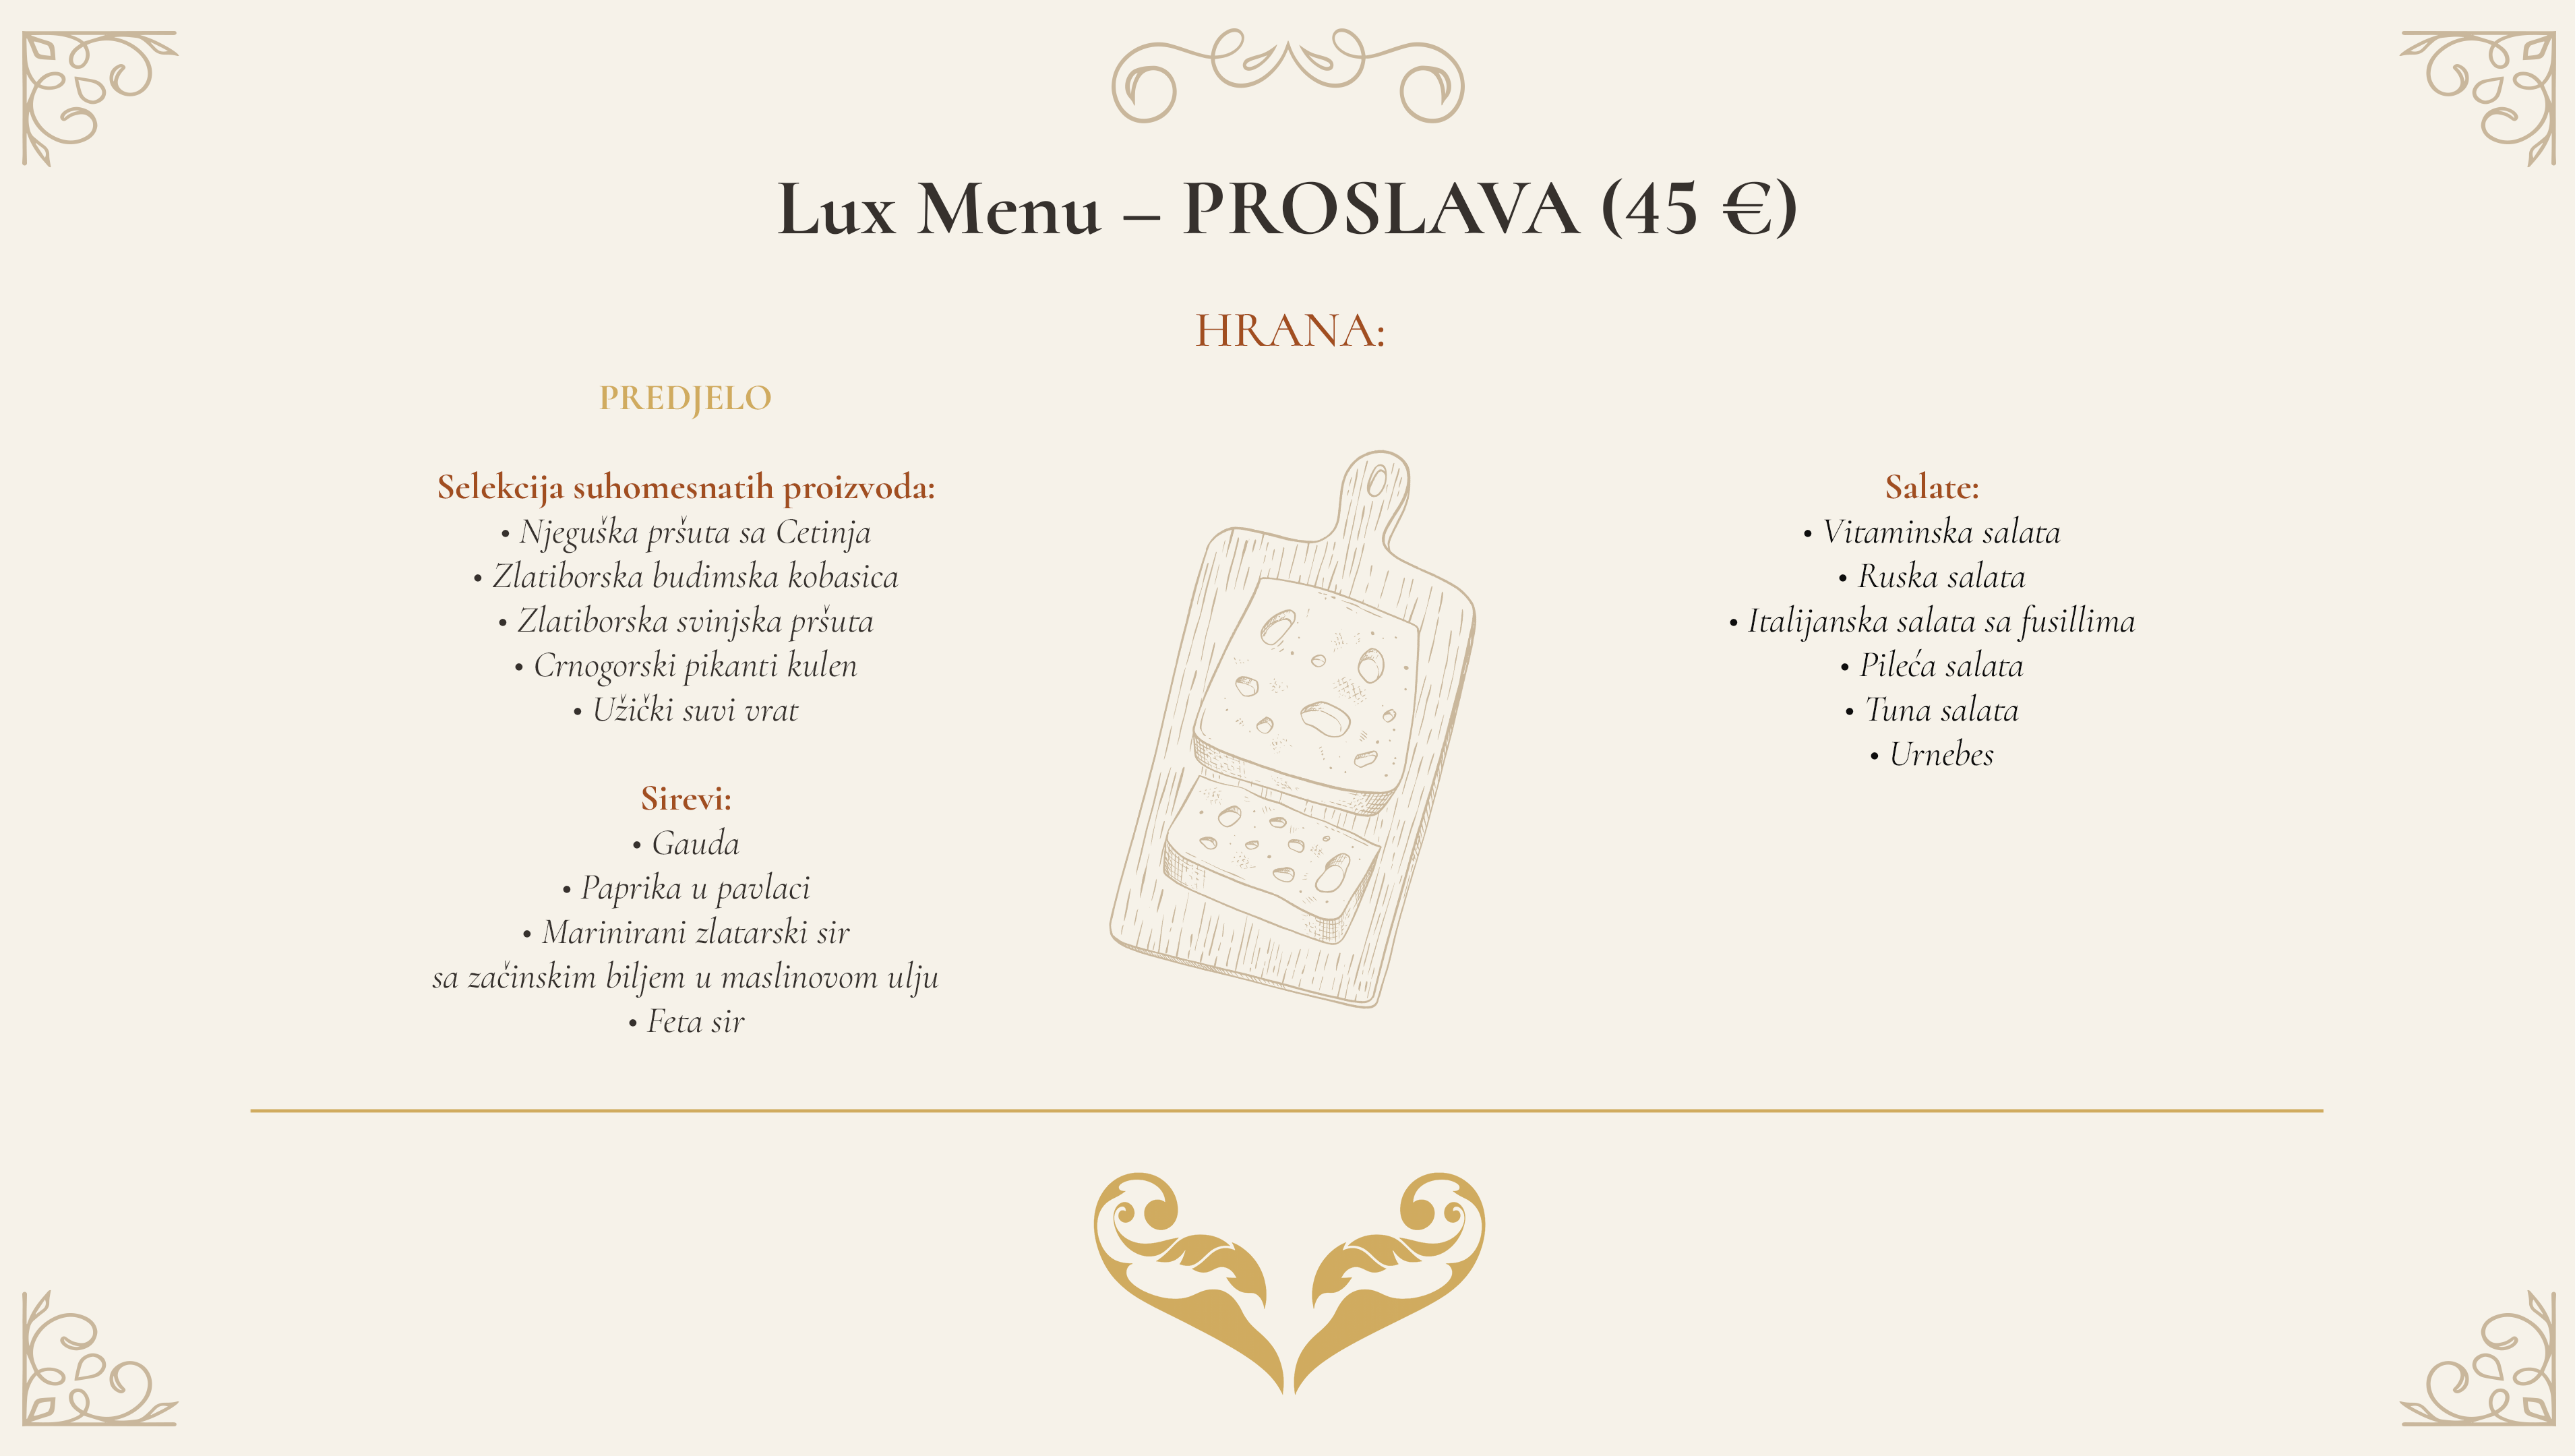 Lux Menu – PROSLAVA (45 €)
HRANA:
PREDJELO
Selekcija suhomesnatih proizvoda:
• Njeguška pršuta sa Cetinja
• Zlatiborska budimska kobasica
• Zlatiborska svinjska pršuta
• Crnogorski pikanti kulen
• Užički suvi vrat
Sirevi:
• Gauda
• Paprika u pavlaci
• Marinirani zlatarski sir
sa začinskim biljem u maslinovom ulju
• Feta sir
Salate:
• Vitaminska salata
• Ruska salata
• Italijanska salata sa fusillima
• Pileća salata
• Tuna salata
• Urnebes